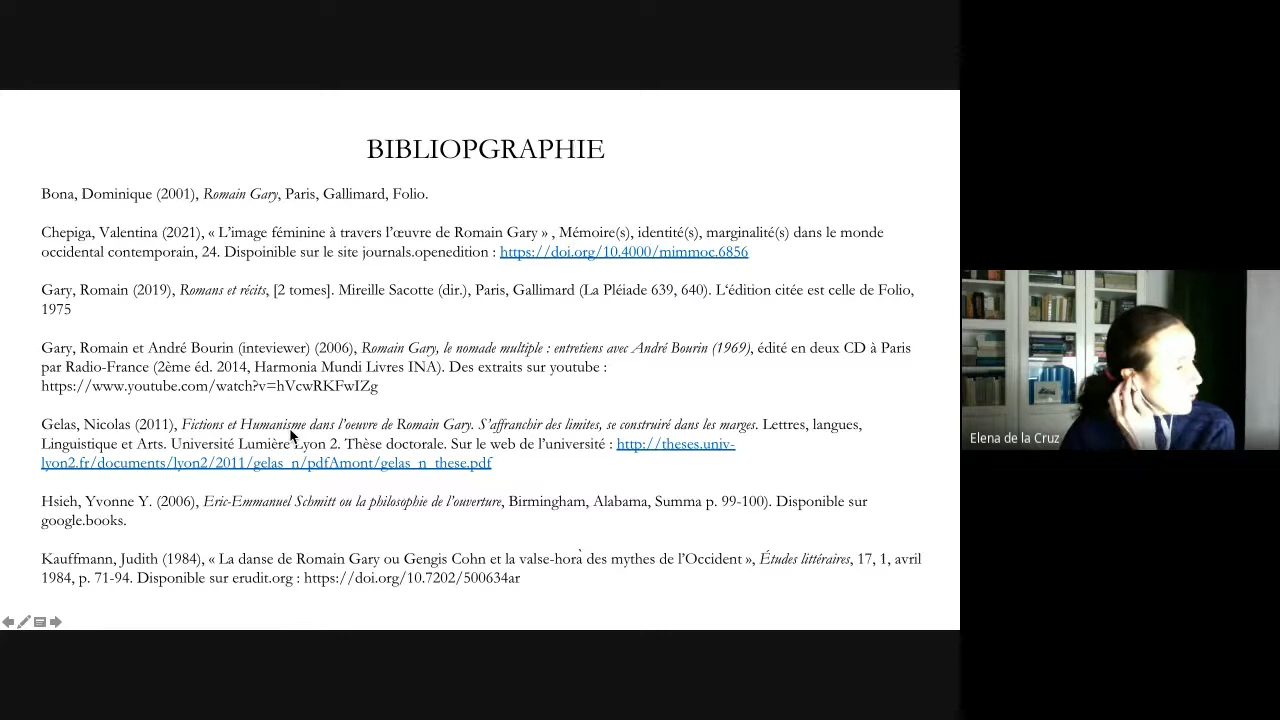 BIBLIOPGRAPHIE
Bona, Dominique (2001), Romain Gary, Paris, Gallimard, Folio.
Chepiga, Valentina (2021), « L’image féminine à travers l’œuvre de Romain Gary » , Mémoire(s), identité(s), marginalité(s) dans le monde
occidental contemporain, 24. Dispoinible sur le site journals.openedition : https://doi.org/10.4000/mimmoc.6856
Gary, Romain (2019), Romans et récits, [2 tomes]. Mireille Sacotte (dir.), Paris, Gallimard (La Pléiade 639, 640). L‘édition citée est celle de Folio,
1975
Gary, Romain et André Bourin (inteviewer) (2006), Romain Gary, le nomade multiple : entretiens avec André Bourin (1969), édité en deux CD à Paris
par Radio-France (2ème éd. 2014, Harmonia Mundi Livres INA). Des extraits sur youtube :
https://www.youtube.com/watch?v=hVcwRKFwIZg
Gelas, Nicolas (2011), Fictions et Humanisme dans l’oeuvre de Romain Gary. S’affranchir des limites, se construiré dans les marges. Lettres, langues,
Linguistique et Arts. Université Lumière Lyon 2. Thèse doctorale. Sur le web de l’université : http://theses.univ-
lyon2.fr/documents/lyon2/2011/gelas_n/pdfAmont/gelas_n_these.pdf
Hsieh, Yvonne Y. (2006), Eric-Emmanuel Schmitt ou la philosophie de l’ouverture, Birmingham, Alabama, Summa p. 99-100). Disponible sur
google.books.
Kauffmann, Judith (1984), « La danse de Romain Gary ou Gengis Cohn et la valse-horà des mythes de l’Occident », Études littéraires, 17, 1, avril
1984, p. 71-94. Disponible sur erudit.org : https://doi.org/10.7202/500634ar
Elena de la Cruz